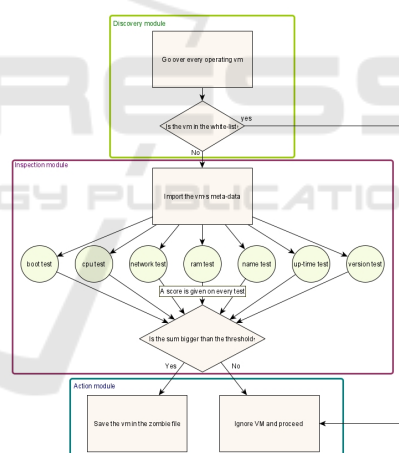 Discovery module
Go over every operating vm
Is the vm in the white-list
yes
No
Inspection module
Import the vm's meta-data
boot test
cpu test
network test
ram test
name test
up-time test
version test
A score is given on every test
Is the sum bigger than the threshold
Yes
No
Action module
Save the vm in the zombie file
Ignore VM and proceed